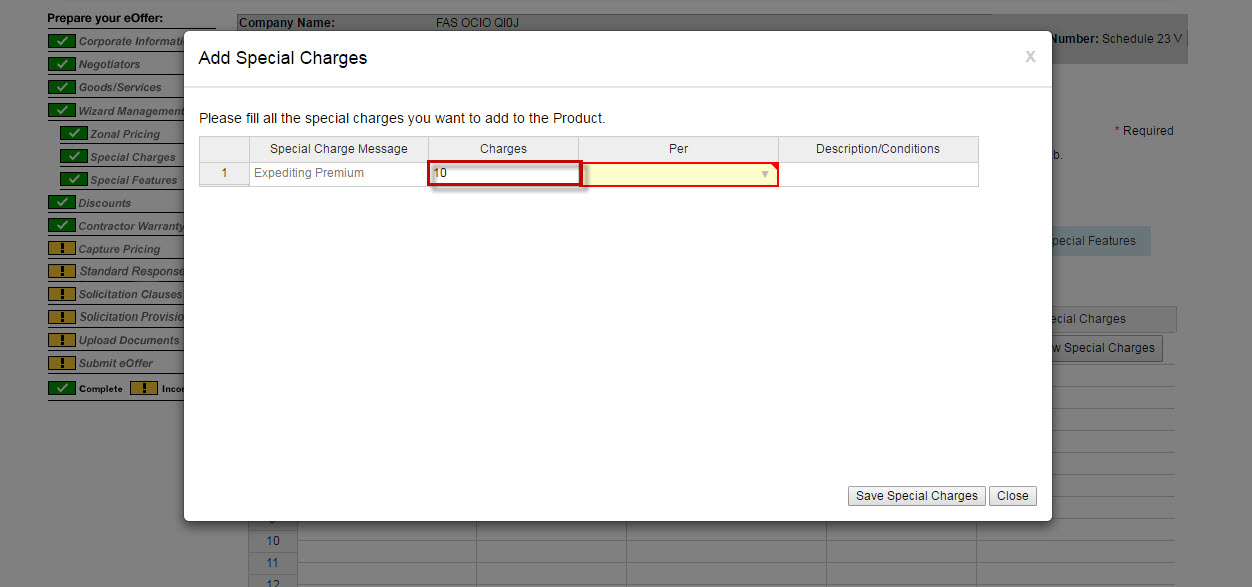 Prepare your eOffer:
Company Name: FAS OCIO QI0J
Number: Schedule 23 V
Corporate Informati
Negotiators
Goods/Services
Wizard Management
Zonal Pricing
Special Charges
Special Features
Discounts
Contractor Warranty
Capture Pricing
Standard Response
Solicitation Clauses
Solicitation Provisio
Upload Documents
Submit eOffer
Complete ! Incor
Add Special Charges X
Please fill all the special charges you want to add to the Product.
Special Charge Message Charges Per Description/Conditions
1 Expediting Premium 10
Save Special Charges Close
* Required
b.
pecial Features
ecial Charges
w Special Charges
10
11
12